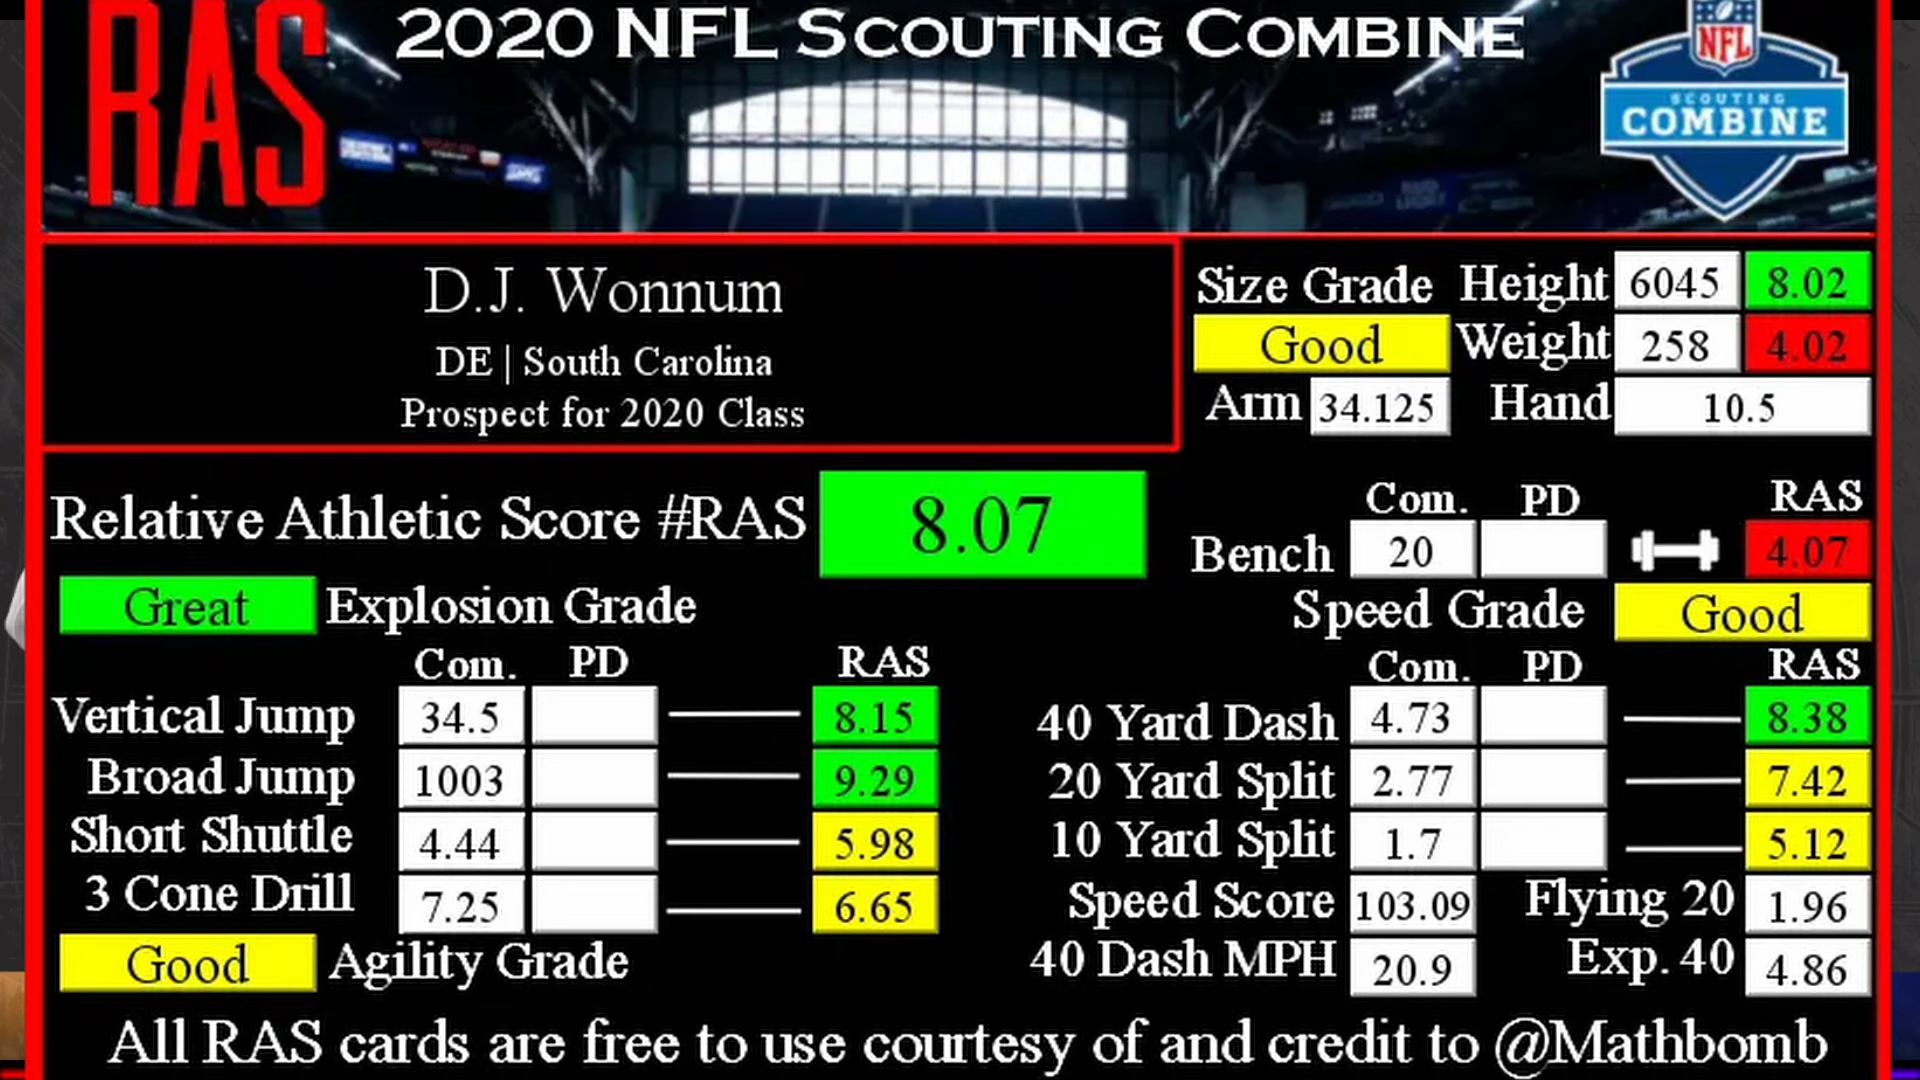 RAS
2020 NFL SCOUTING COMBINE
NFL
SCOUTING
COMBINE
D.J. Wonnum
DE | South Carolina
Prospect for 2020 Class
Size Grade Height 6045 8.02
Good Weight 258 4.02
Arm 34.125 Hand 10.5
Relative Athletic Score #RAS 8.07
Com. PD RAS
Bench 20 4.07
Great Explosion Grade
Speed Grade Good
Com. PD RAS
Vertical Jump 34.5 8.15
Broad Jump 1003 9.29
Short Shuttle 4.44 5.98
3 Cone Drill 7.25 6.65
Good Agility Grade
Com. PD RAS
40 Yard Dash 4.73 8.38
20 Yard Split 2.77 7.42
10 Yard Split 1.7 5.12
Speed Score 103.09 Flying 20 1.96
40 Dash MPH 20.9 Exp. 40 4.86
All RAS cards are free to use courtesy of and credit to @Mathbomb